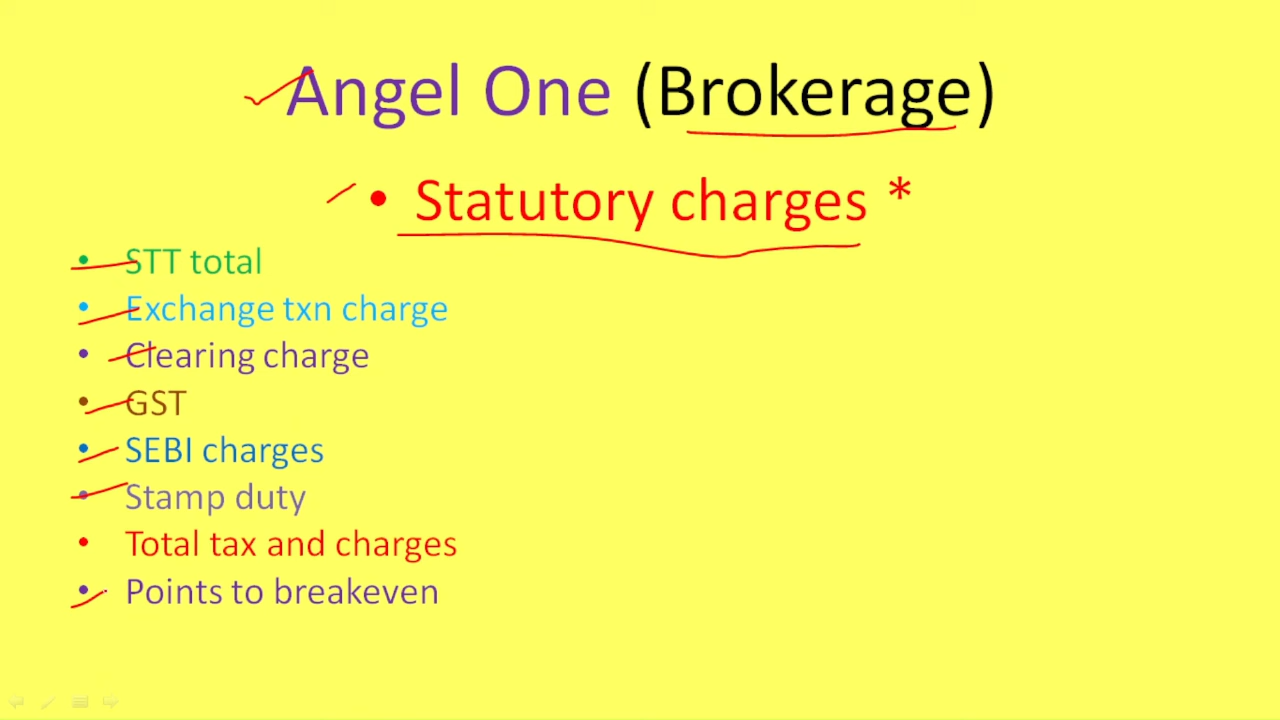 Angel One (Brokerage)
• Statutory charges *
• STT total
• Exchange txn charge
• Clearing charge
• GST
• SEBI charges
• Stamp duty
• Total tax and charges
• Points to breakeven